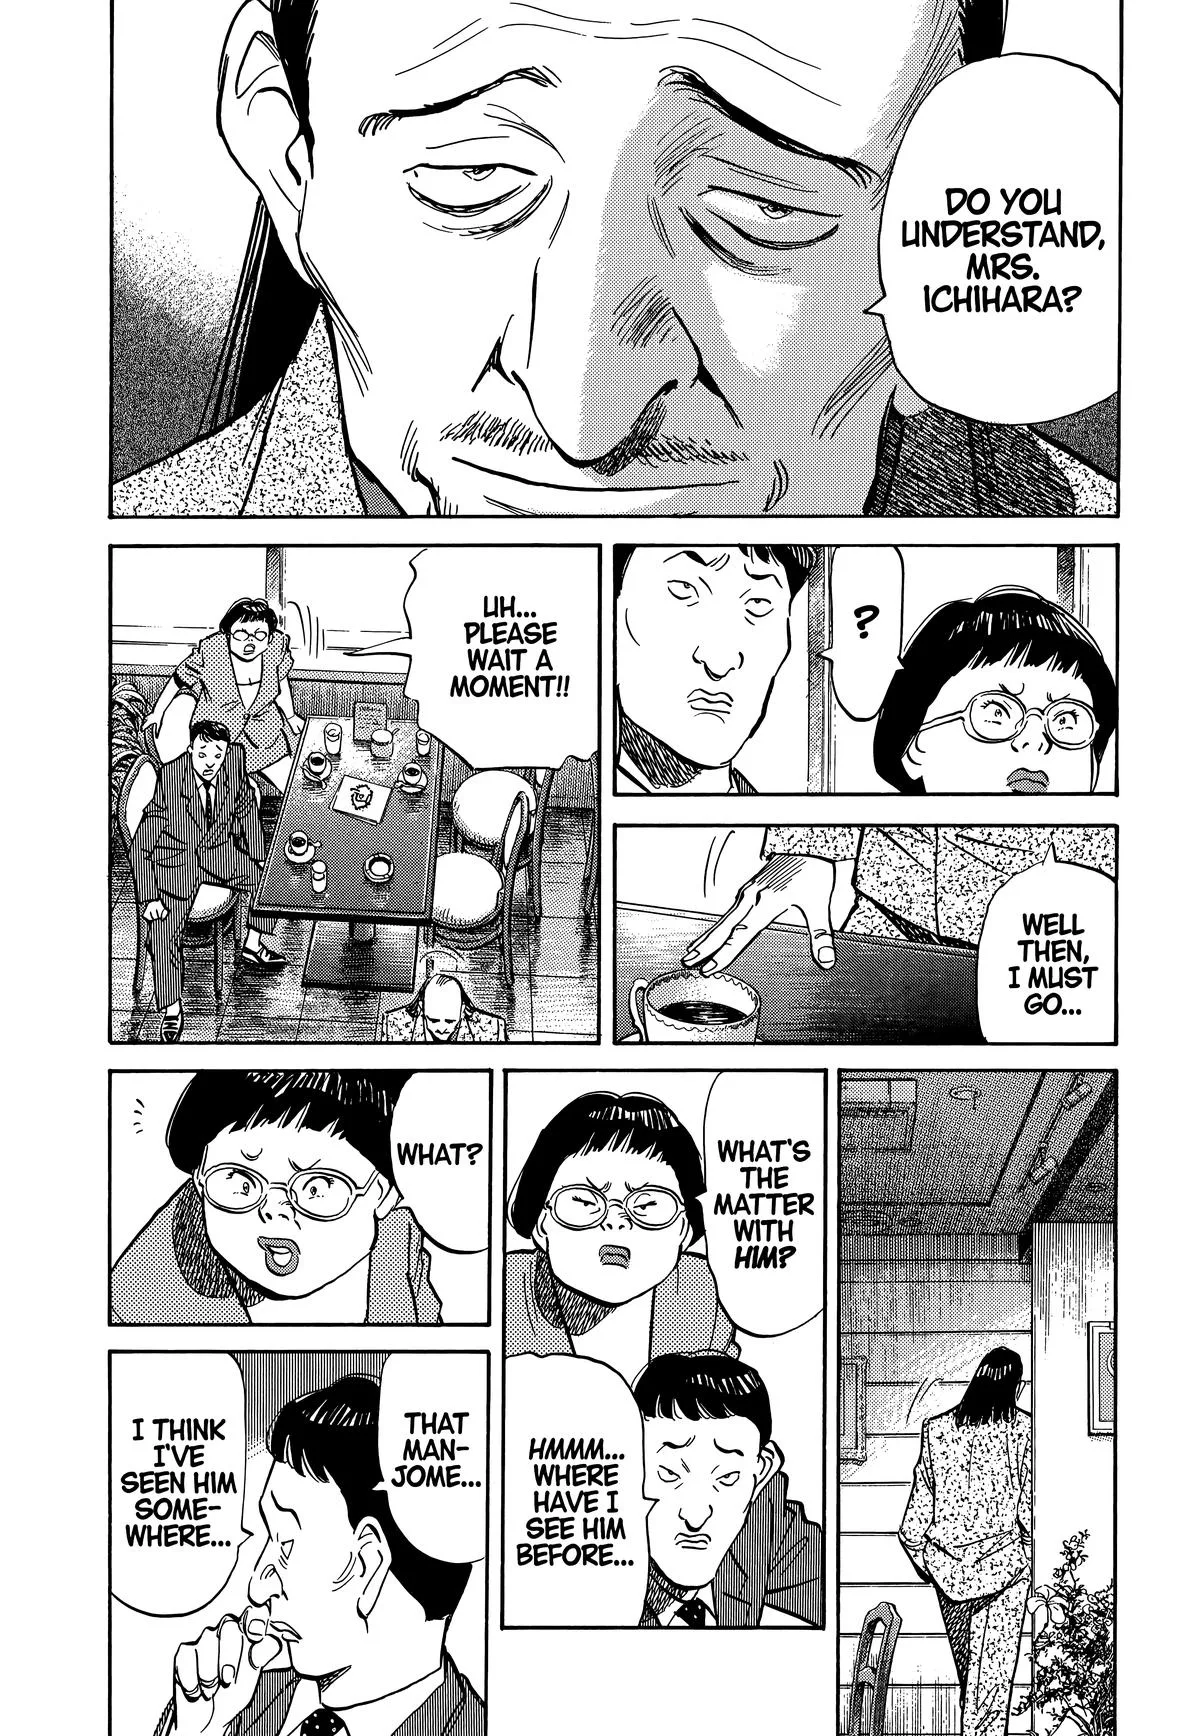 DO YOU
UNDERSTAND,
MRS.
ICHIHARA?
?
WELL
THEN,
I MUST
GO...
UH...
PLEASE
WAIT A
MOMENT!!
WHAT'S
THE
MATTER
WITH
HIM?
HMMM...
WHERE
HAVE I
SEE HIM
BEFORE...
WHAT?
THAT
MAN-
JOME...
I THINK
I'VE
SEEN HIM
SOME-
WHERE...